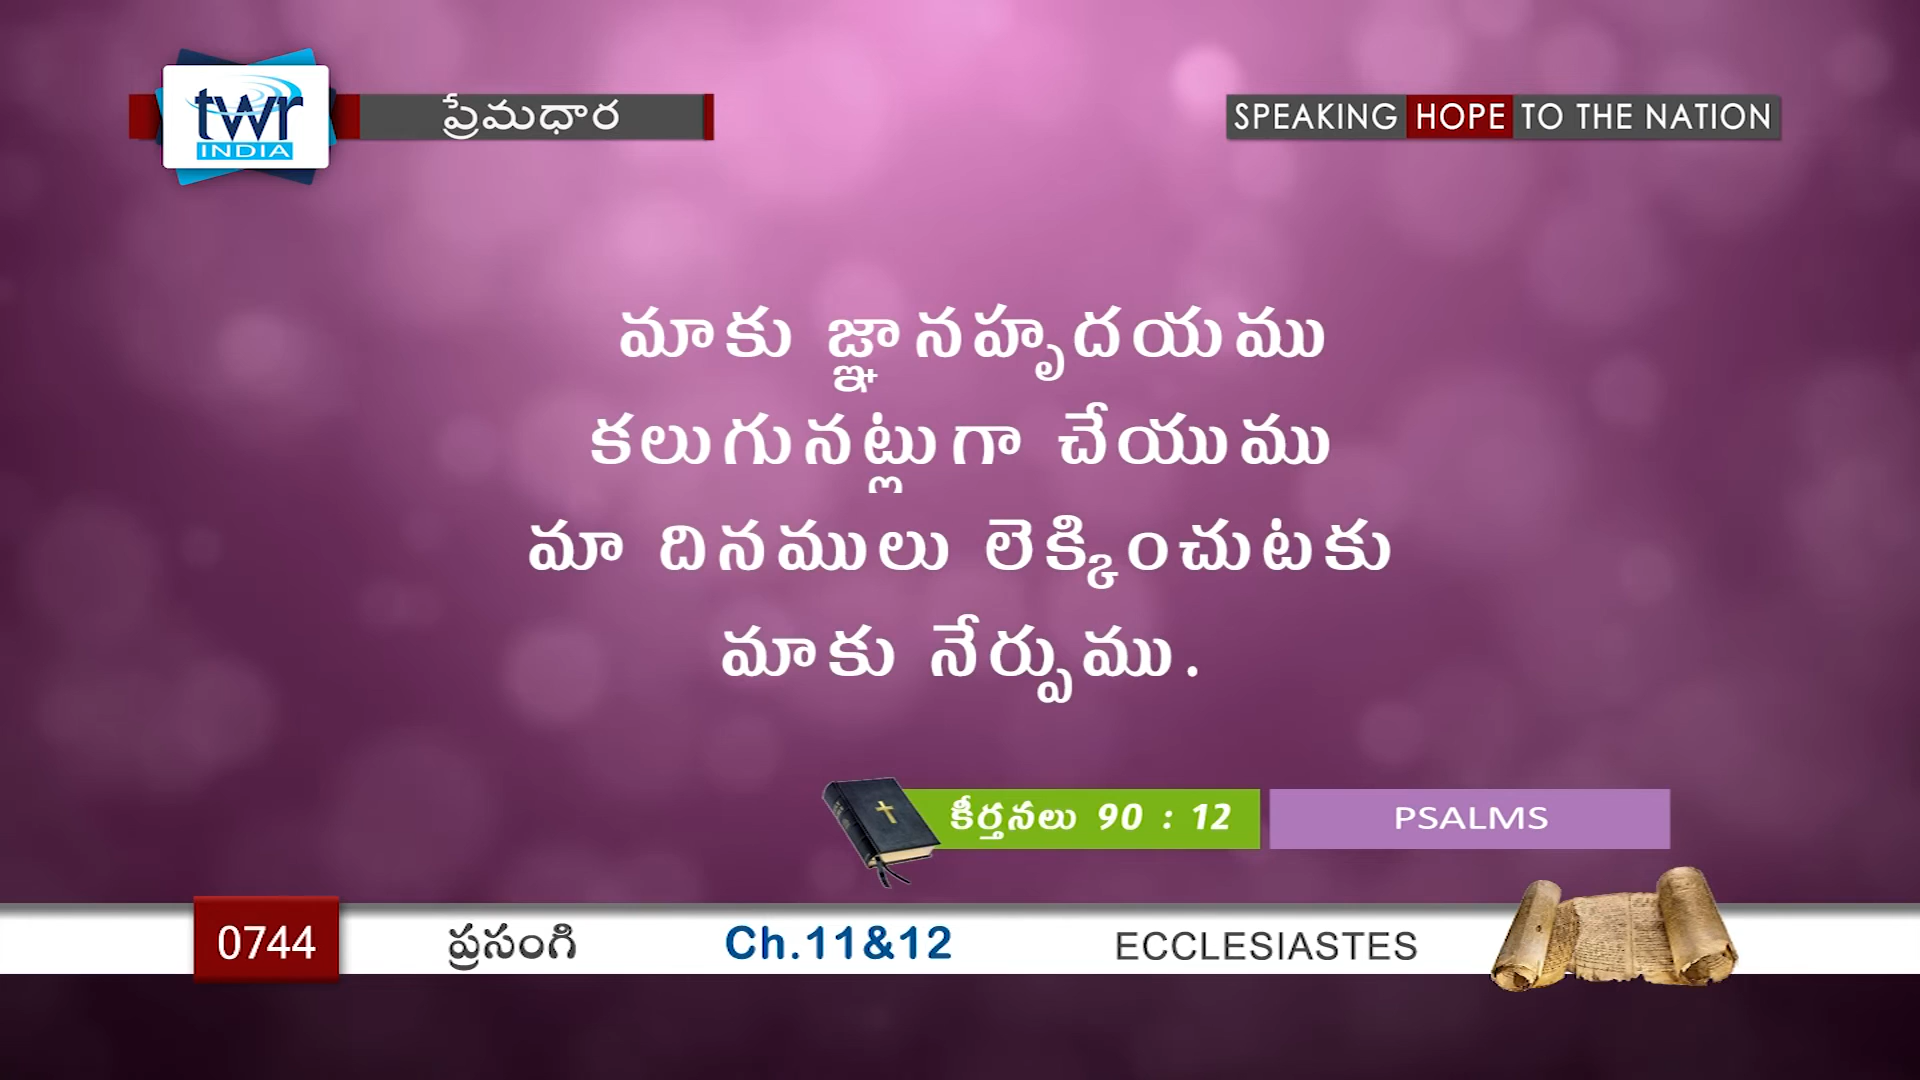 twr
INDIA
ప్రేమధార
SPEAKING HOPE TO THE NATION
మాకు జ్ఞానహృదయము
కలుగునట్లుగా చేయుము
మా దినములు లెక్కించుటకు
మాకు నేర్పుము.
కీర్తనలు 90 : 12
PSALMS
0744
ప్రసంగి
Ch.11&12
ECCLESIASTES